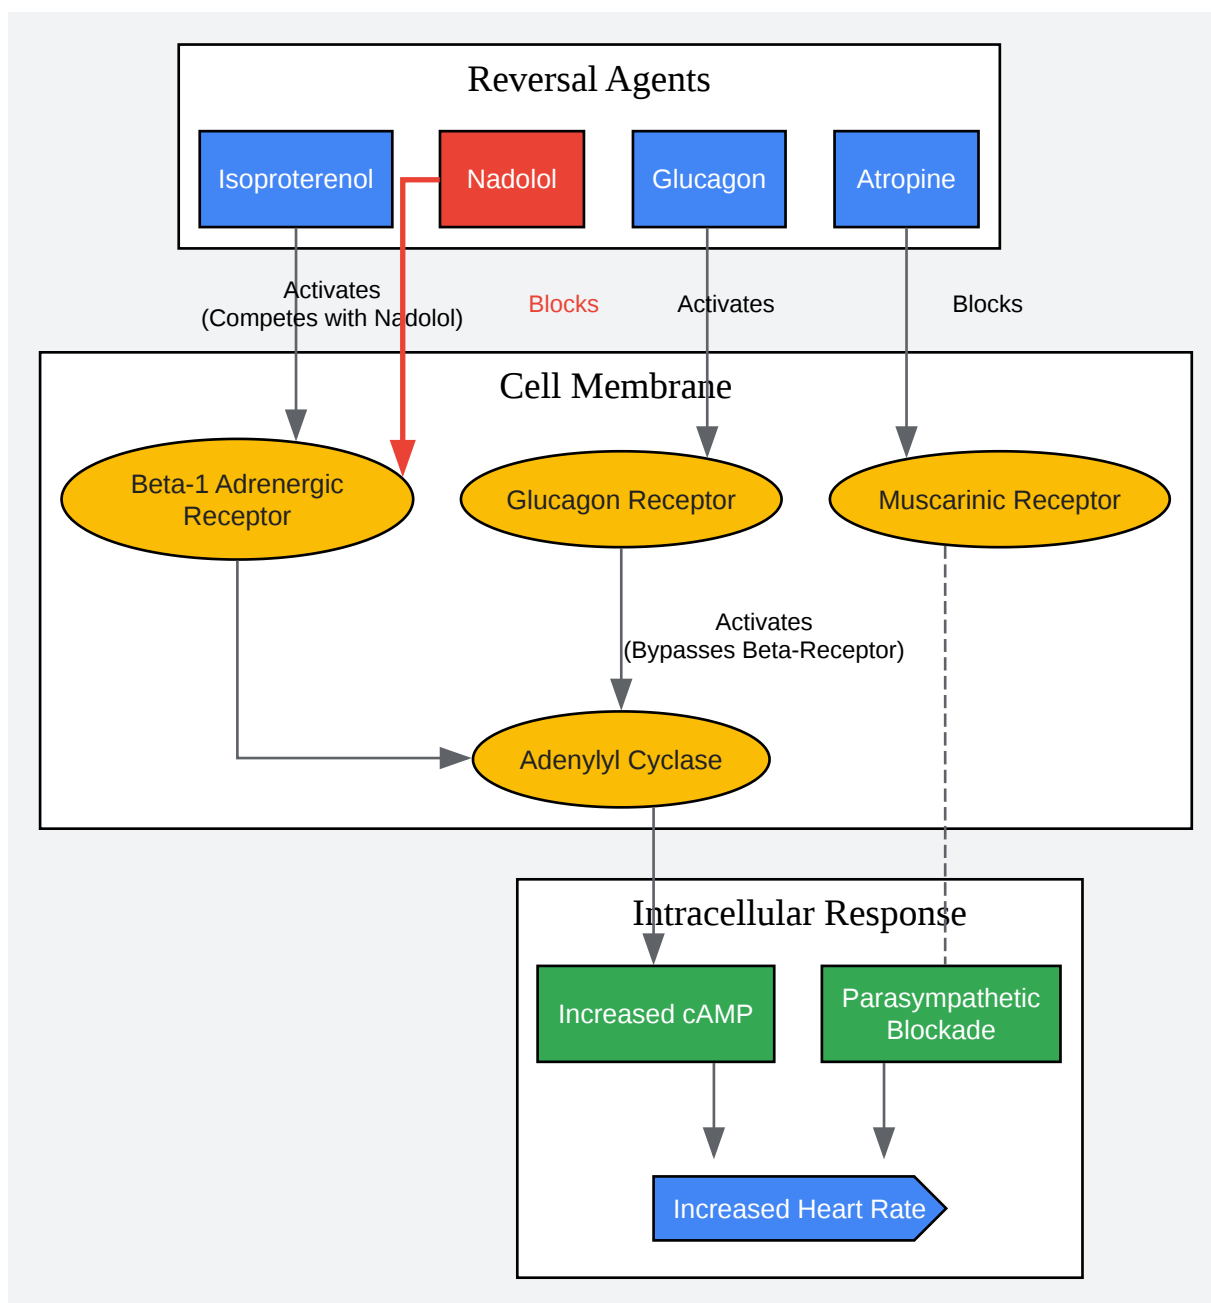 Reversal Agents
Isoproterenol
Nadolol
Glucagon
Atropine
Activates
(Competes with Nadolol)
Blocks
Activates
Blocks
Cell Membrane
Beta-1 Adrenergic
Receptor
Glucagon Receptor
Muscarinic Receptor
Activates
(Bypasses Beta-Receptor)
Adenylyl Cyclase
Intracellular Response
Increased cAMP
Parasympathetic
Blockade
Increased Heart Rate